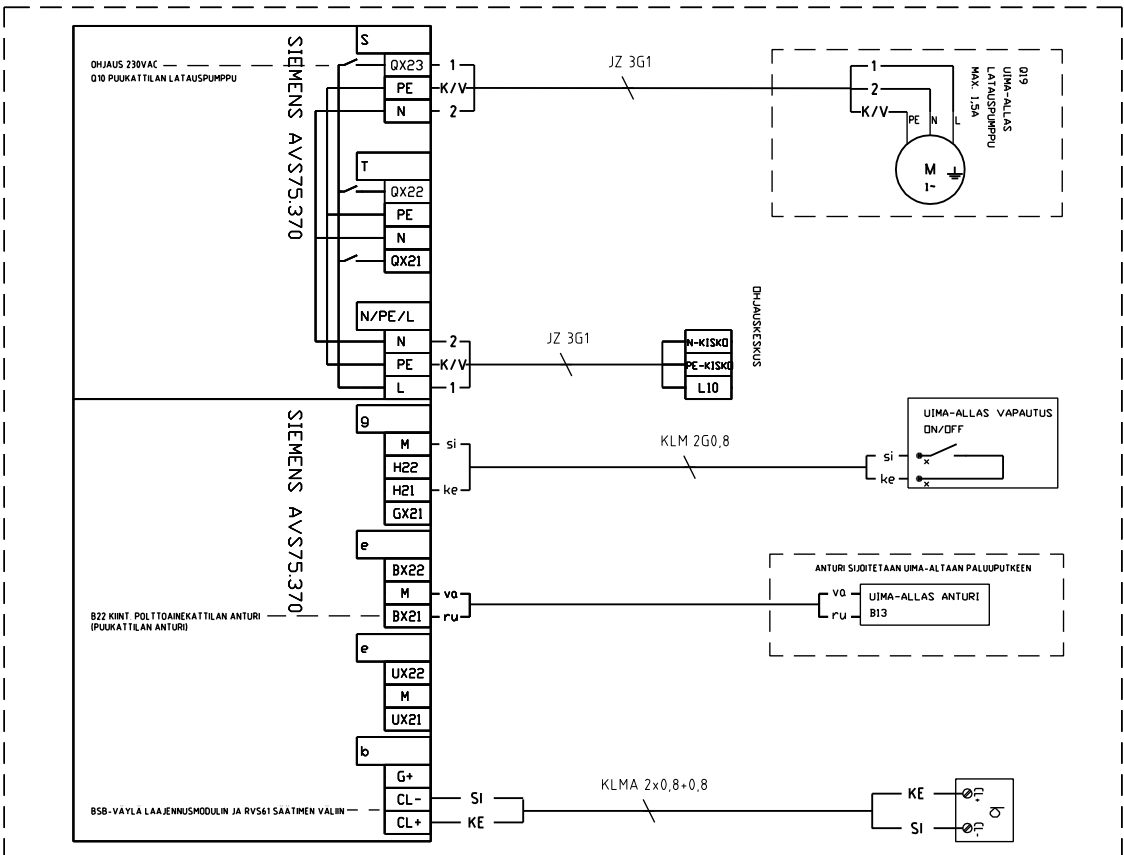 OHJAUS 230VAC
Q10 PUUKATTILAN LATAUSPUMPPU
SIEMENS AVS75.370
S
QX23
PE
N
1
K/V
2
JZ 3G1
1
2
K/V
PE
N
L
M
1~
Q19
UIMA-ALLAS
LATAUSPUMPPU
MAX. 1,5A
T
QX22
PE
N
QX21
N/PE/L
N
PE
L
2
K/V
1
JZ 3G1
N-KISKO
PE-KISKO
L10
OHJAUSKESKUS
SIEMENS AVS75.370
g
M
H22
H21
GX21
si
ke
KLM 2G0,8
si
ke
UIMA-ALLAS VAPAUTUS
ON/OFF
x
x
e
BX22
M
BX21
va
ru
B22 KIINT. POLTTOAINEKATTILAN ANTURI
(PUUKATTILAN ANTURI)
ANTURI SIJOITETAAN UIMA-ALTAAN PALUUPUTKEEN
va
ru
UIMA-ALLAS ANTURI
B13
e
UX22
M
UX21
b
G+
CL-
CL+
BSB-VÄYLÄ LAAJENNUSMODULIN JA RVS61 SÄÄTIMEN VÄLIIN
SI
KE
KLMA 2x0,8+0,8
KE
SI
CL+
CL-
b